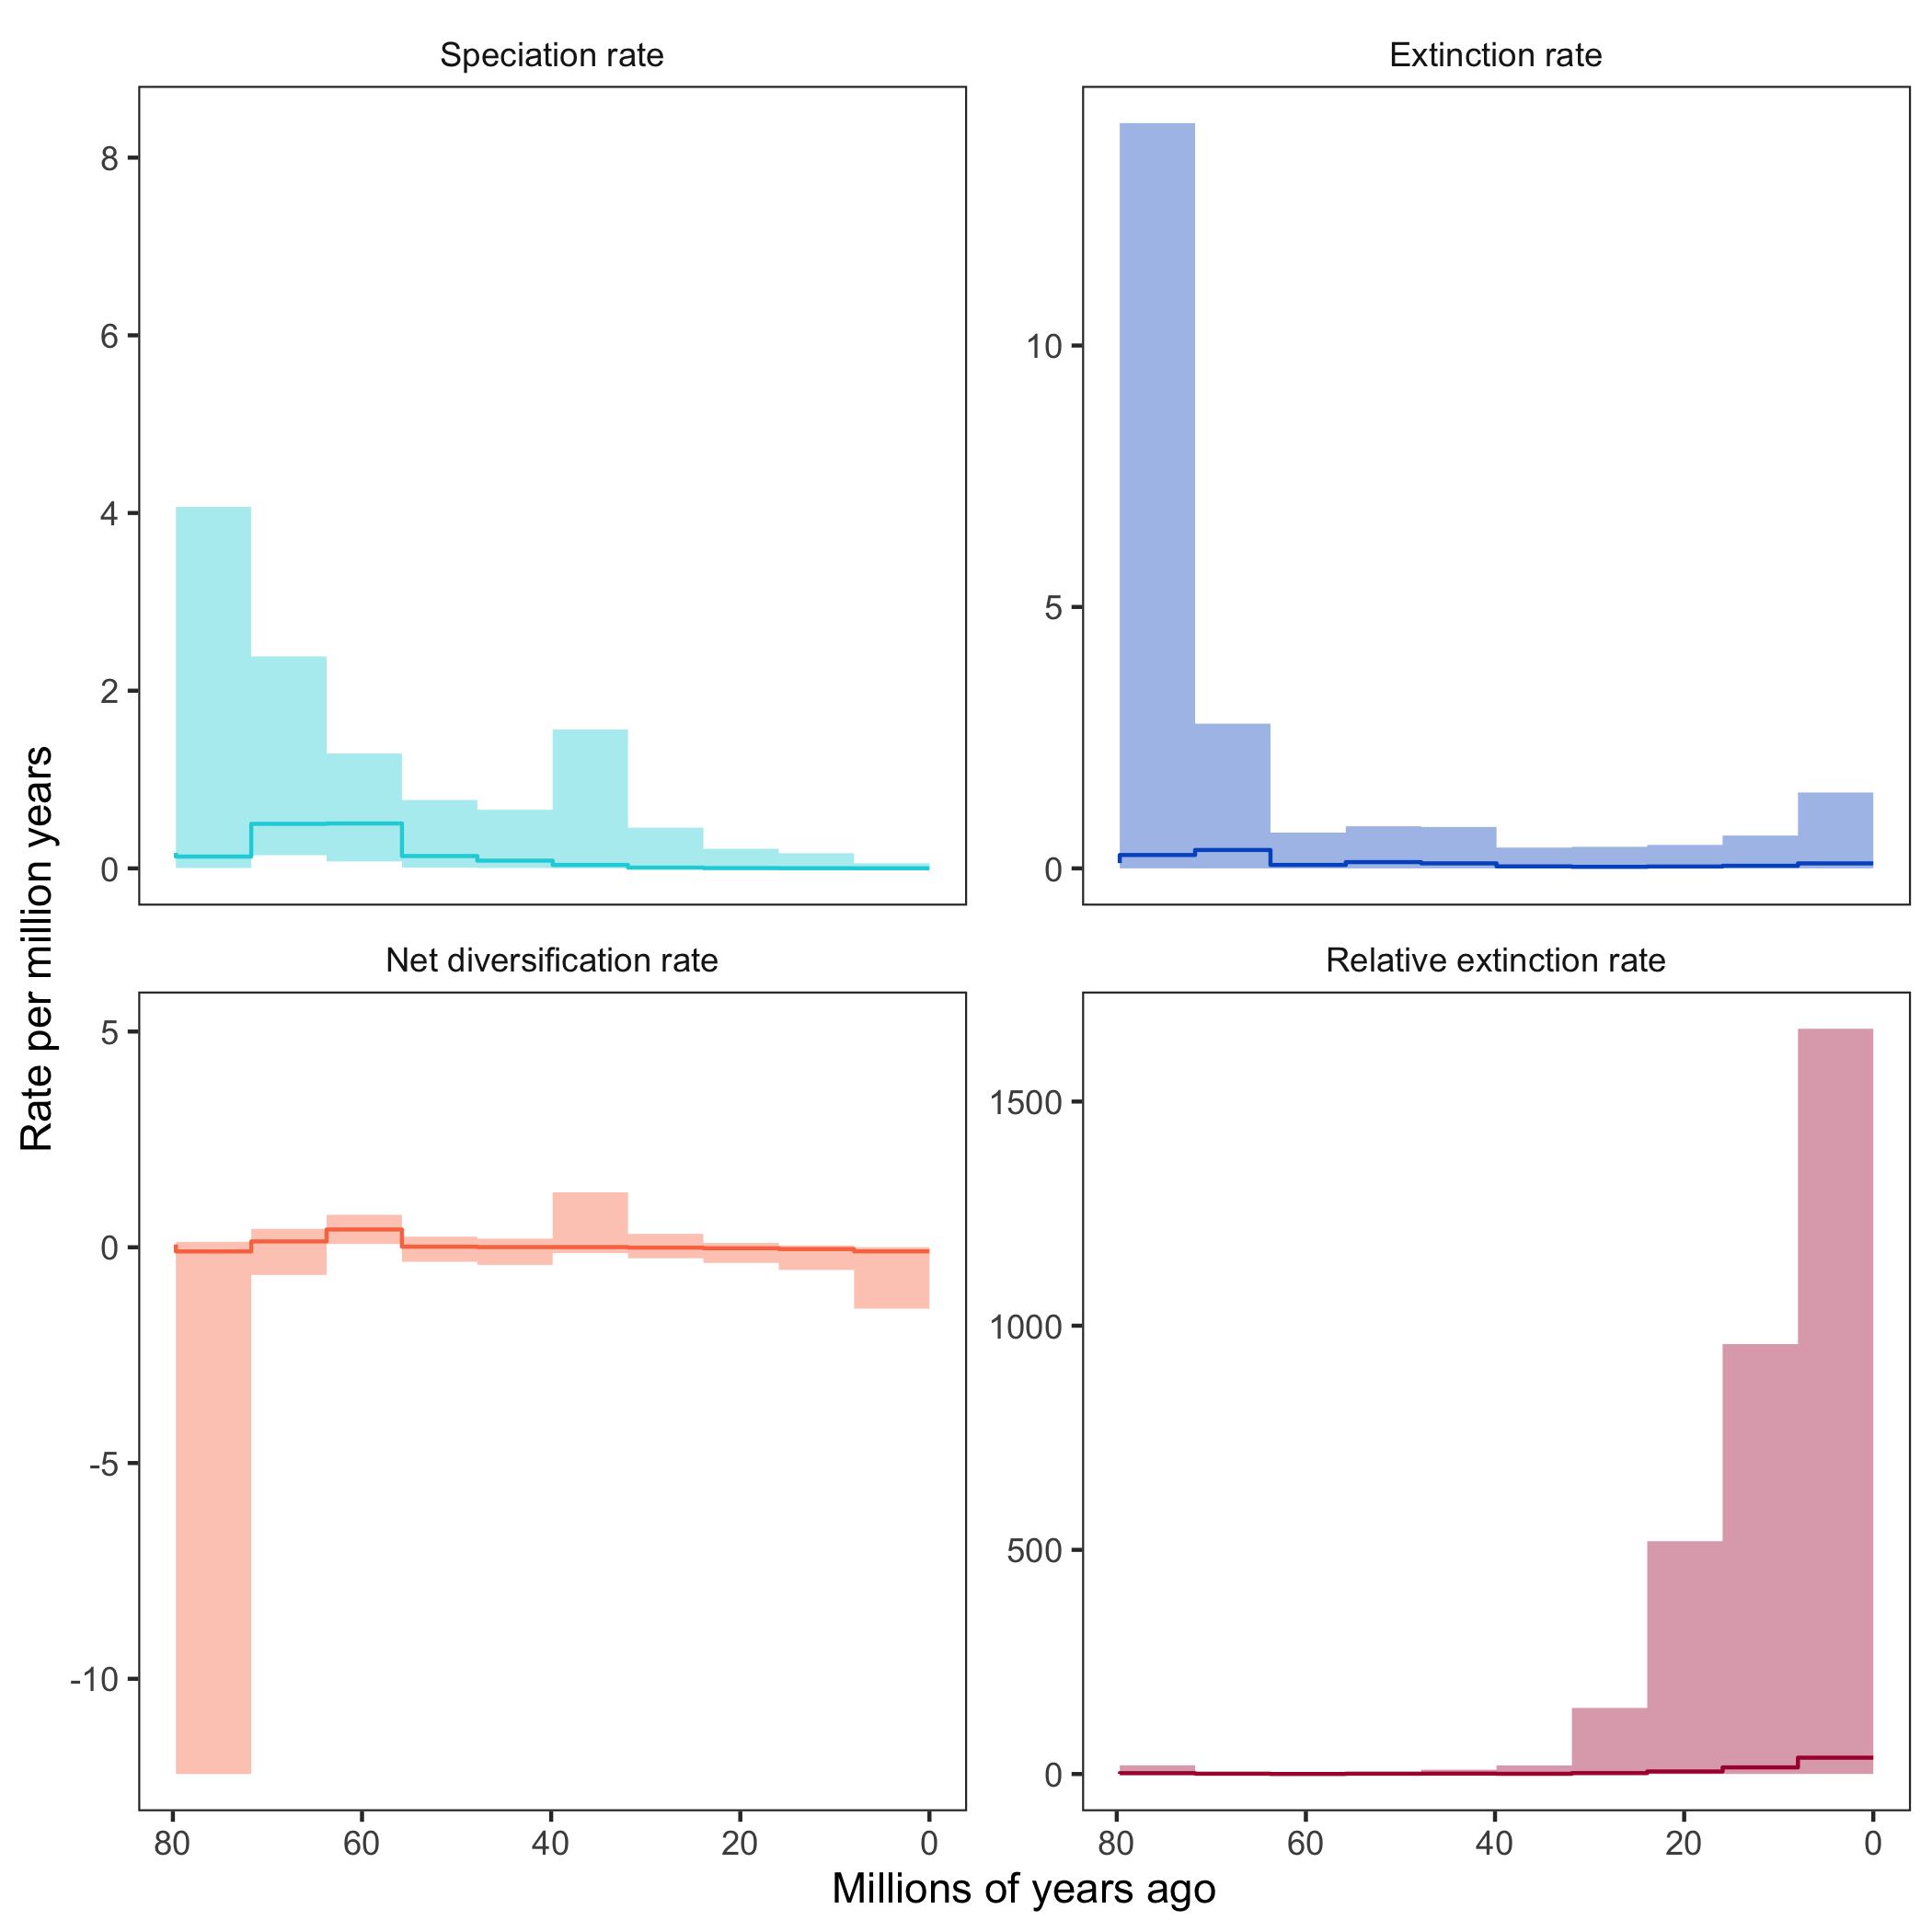 Speciation rate
Extinction rate
8
6
4
2
0
10
5
0
Rate per million years
Net diversification rate
Relative extinction rate
5
0
-5
-10
1500
1000
500
0
80 60 40 20 0
80 60 40 20 0
Millions of years ago